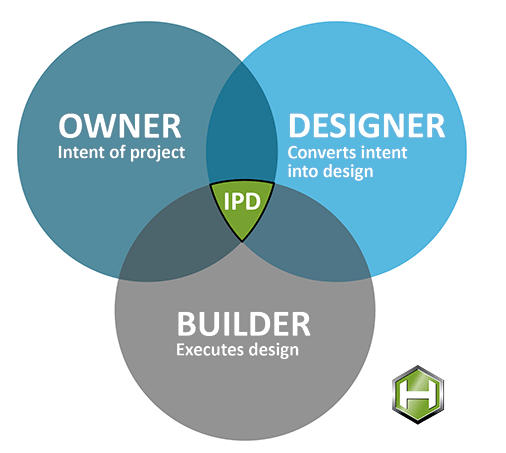 OWNER
Intent of project
DESIGNER
Converts intent
into design
IPD
BUILDER
Executes design
H